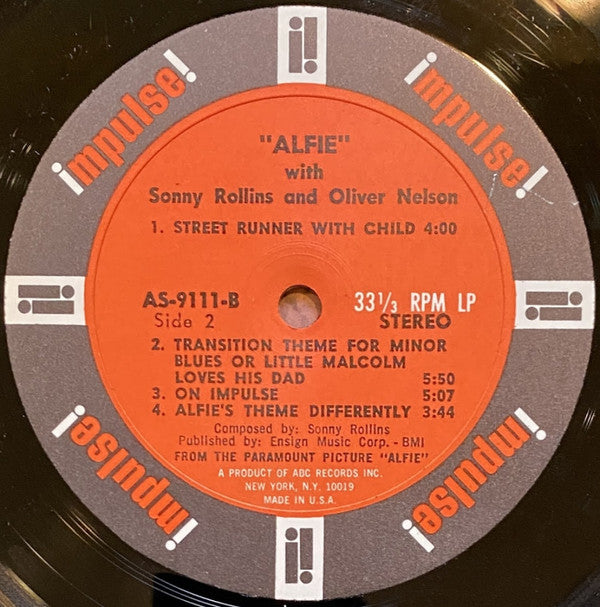 impulse!
impulse!
"ALFIE"
with
Sonny Rollins and Oliver Nelson
1. STREET RUNNER WITH CHILD 4:00
AS-9111-B 33 1/3 RPM LP
Side 2 STEREO
2. TRANSITION THEME FOR MINOR
BLUES OR LITTLE MALCOLM
LOVES HIS DAD 5:50
3. ON IMPULSE 5:07
4. ALFIE'S THEME DIFFERENTLY 3:44
Composed by: Sonny Rollins
Published by: Ensign Music Corp. - BMI
FROM THE PARAMOUNT PICTURE "ALFIE"
A PRODUCT OF ABC RECORDS INC.
NEW YORK, N.Y. 10019
MADE IN U.S.A.
impulse!
impulse!